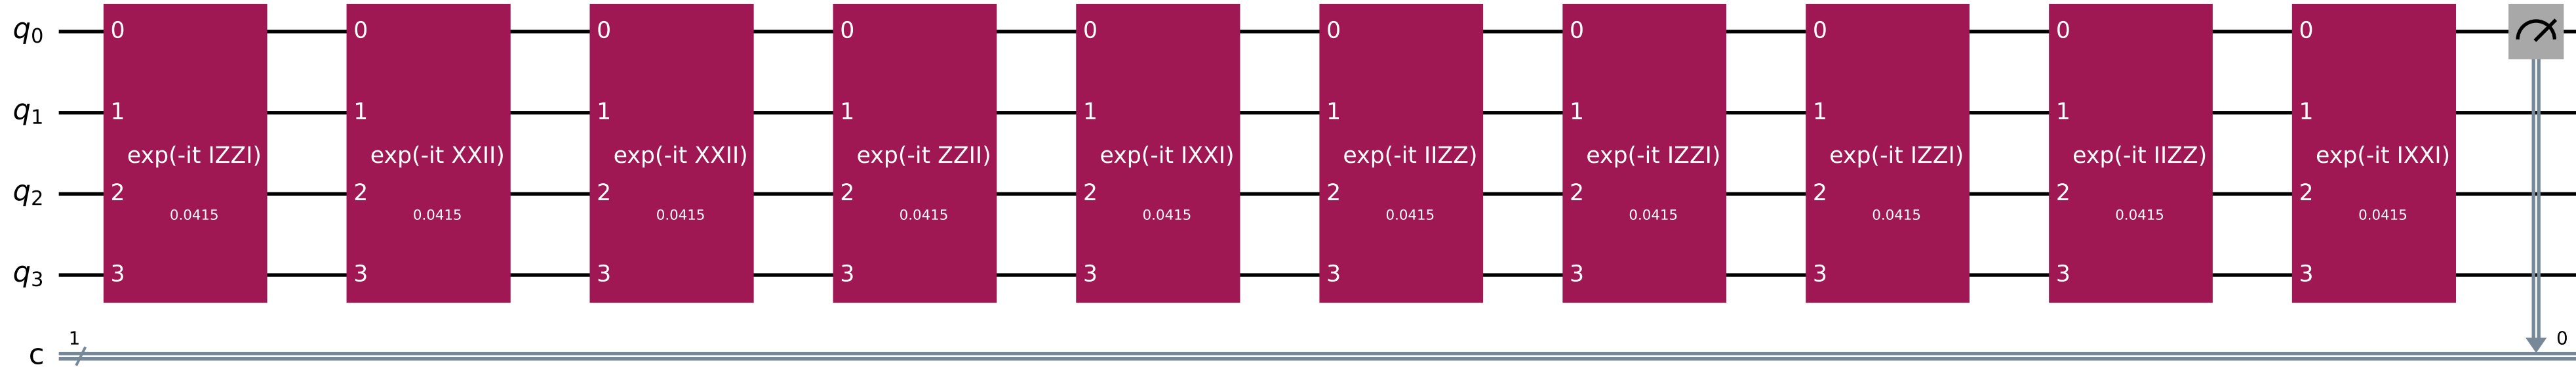 q0 0 0 0 0 0 0 0 0 0 0
q1 1 1 1 1 1 1 1 1 1 1
exp(-it IZZI) exp(-it XXII) exp(-it XXII) exp(-it ZZII) exp(-it IXXI) exp(-it IIZZ) exp(-it IZZI) exp(-it IZZI) exp(-it IIZZ) exp(-it IXXI)
q2 2 2 2 2 2 2 2 2 2 2
0.0415 0.0415 0.0415 0.0415 0.0415 0.0415 0.0415 0.0415 0.0415 0.0415
q3 3 3 3 3 3 3 3 3 3 3
1 0
c